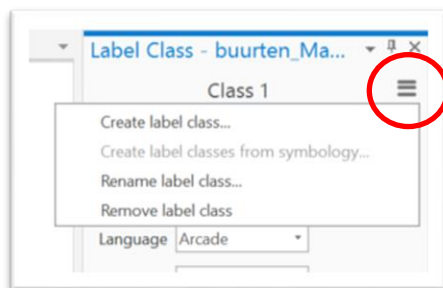 Label Class - buurten_Ma...
Class 1
Create label class...
Create label classes from symbology...
Rename label class...
Remove label class
Language Arcade